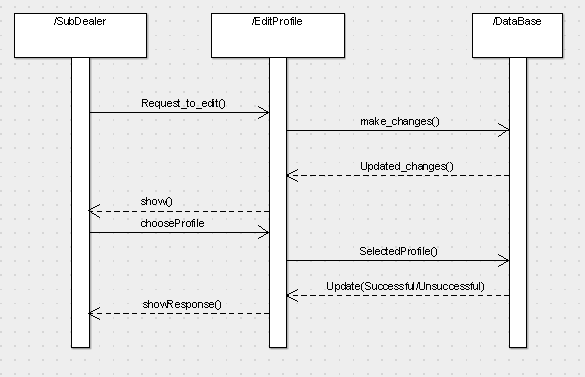 /SubDealer
/EditProfile
/DataBase
Request_to_edit()
make_changes()
Updated_changes()
show()
chooseProfile
SelectedProfile()
Update(Successful/Unsuccessful)
showResponse()